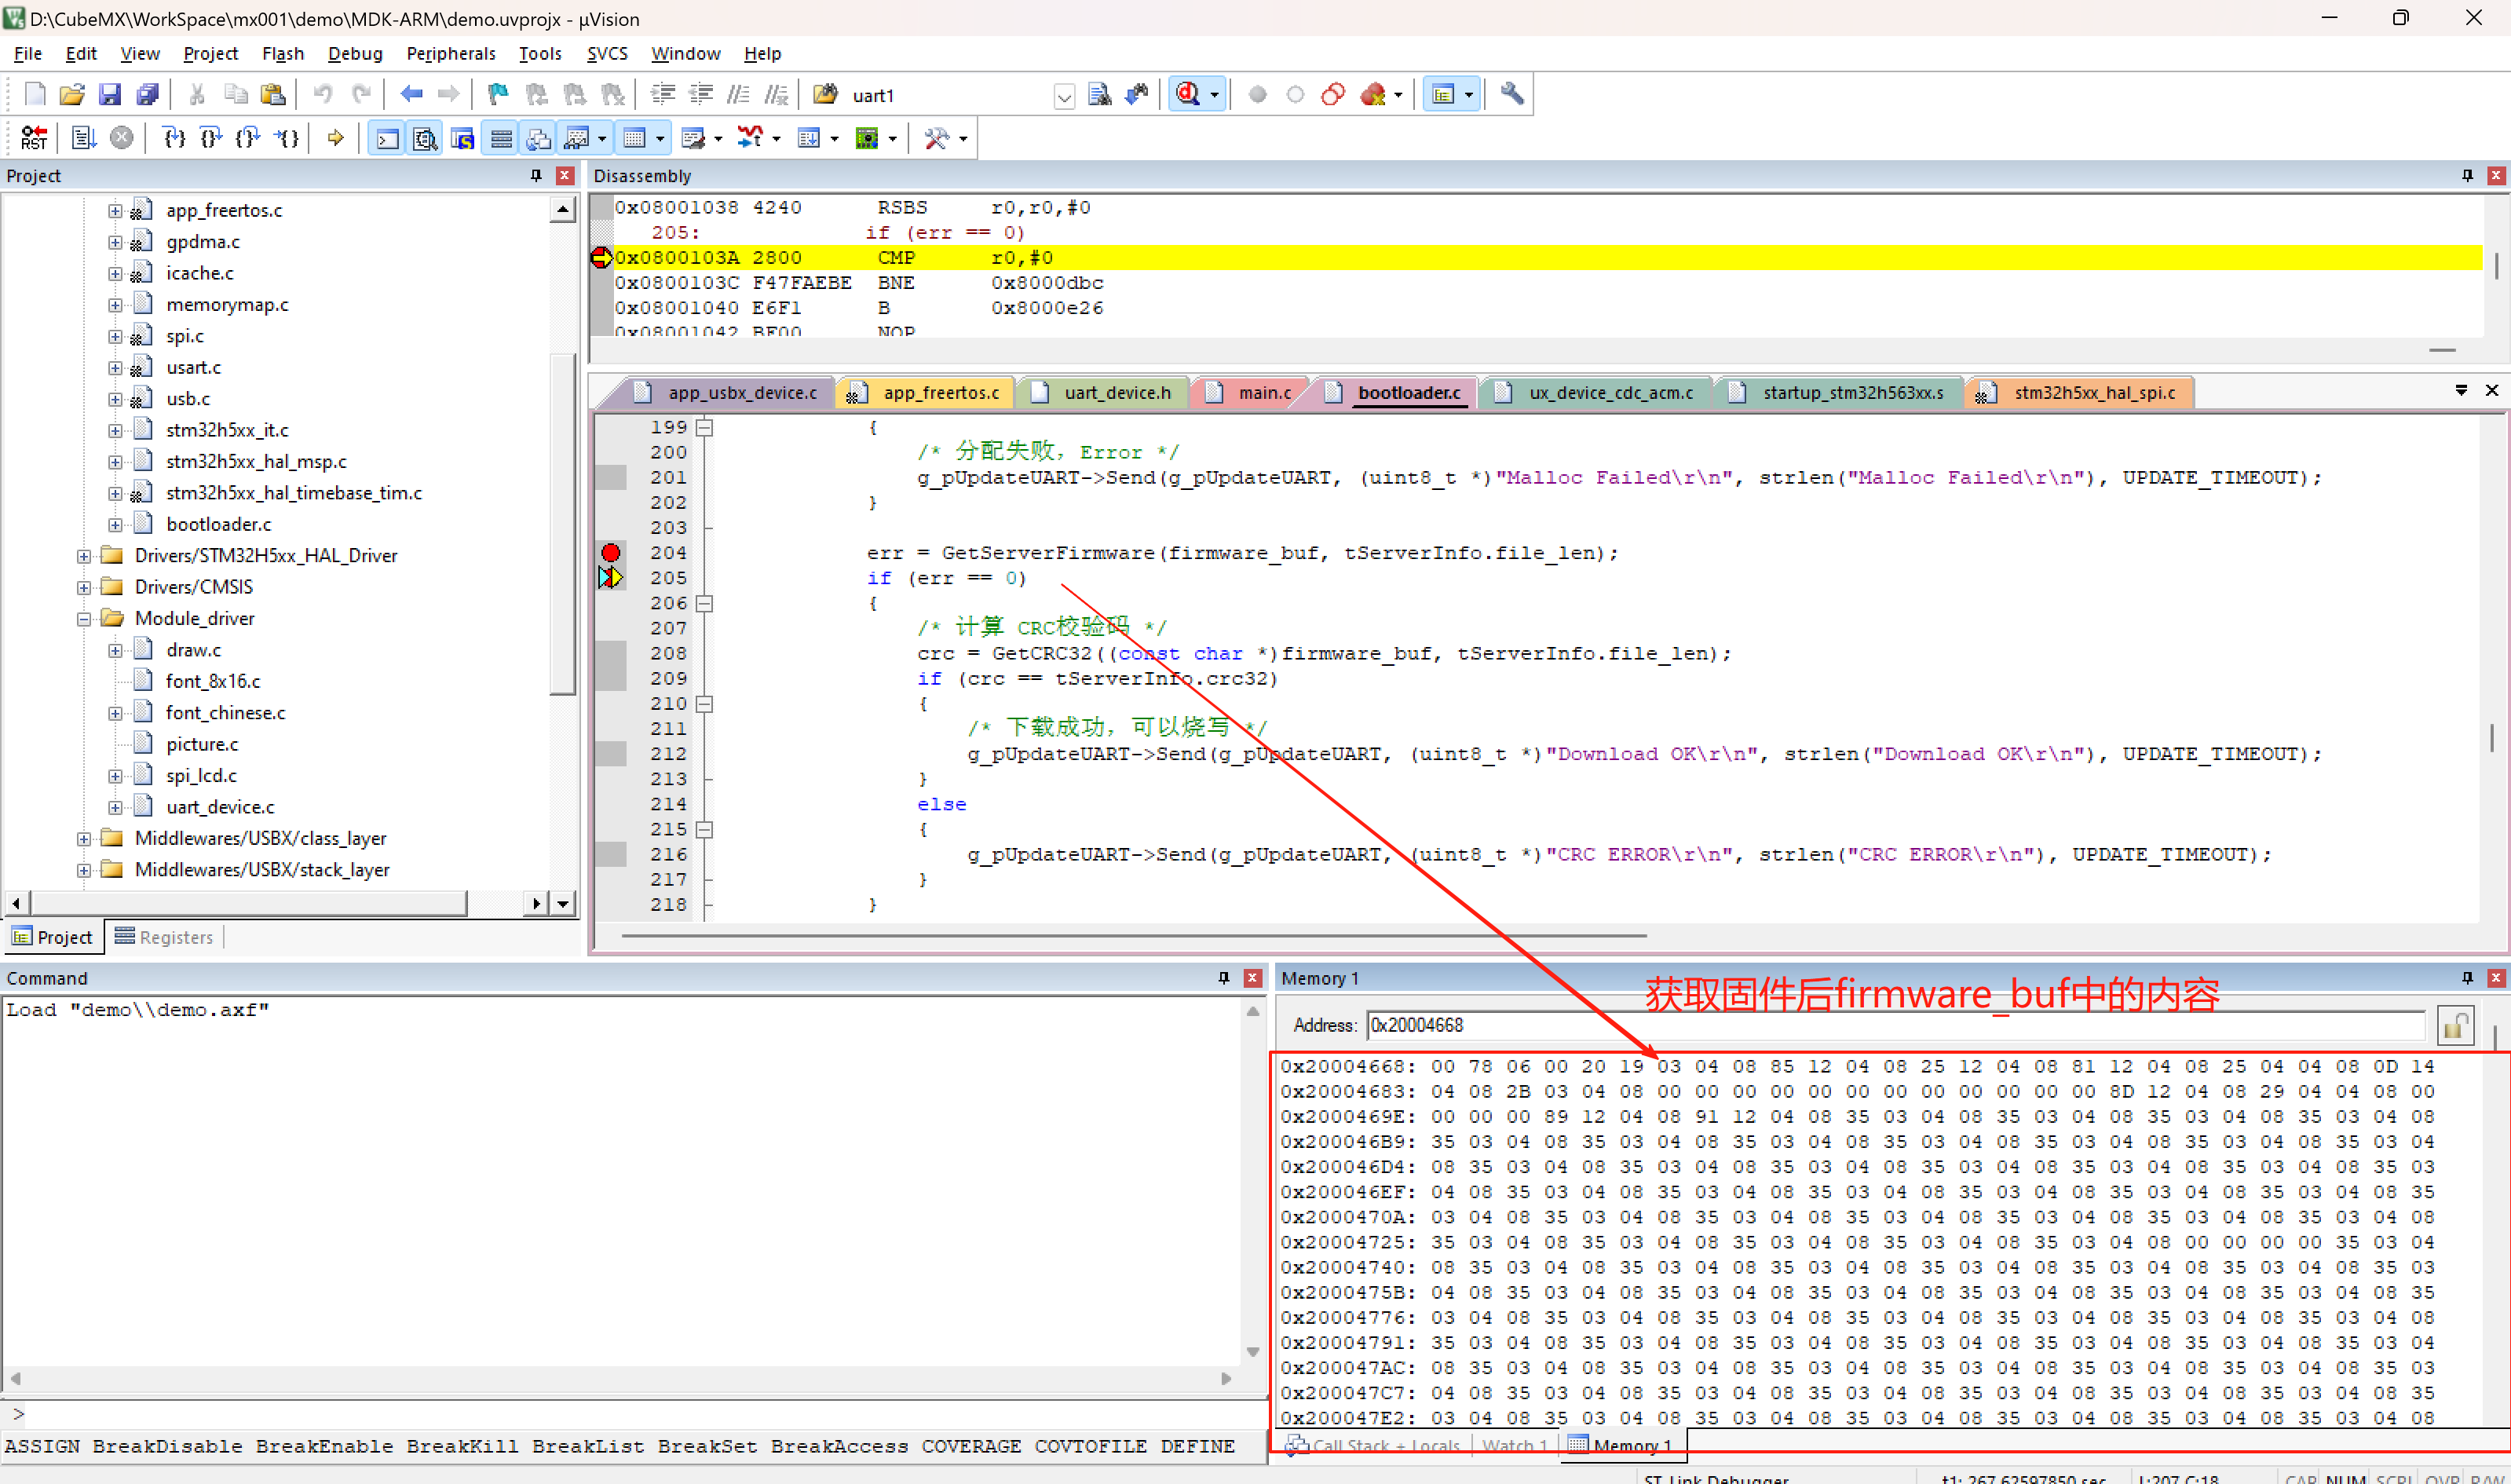 D:\CubeMX\WorkSpace\mx001\demo\MDK-ARM\demo.uvprojx - µVision
File Edit View Project Flash Debug Peripherals Tools SVCS Window Help
uart1
RST
Project
app_freertos.c
gpdma.c
icache.c
memorymap.c
spi.c
usart.c
usb.c
stm32h5xx_it.c
stm32h5xx_hal_msp.c
stm32h5xx_hal_timebase_tim.c
bootloader.c
Drivers/STM32H5xx_HAL_Driver
Drivers/CMSIS
Module_driver
draw.c
font_8x16.c
font_chinese.c
picture.c
spi_lcd.c
uart_device.c
Middlewares/USBX/class_layer
Middlewares/USBX/stack_layer
Project Registers
Disassembly
0x08001038 4240 RSBS r0,r0,#0
205: if (err == 0)
0x0800103A 2800 CMP r0,#0
0x0800103C F47FAEBE BNE 0x8000dbc
0x08001040 E6F1 B 0x8000e26
0x08001042 BF00 NOP
app_usbx_device.c app_freertos.c uart_device.h main.c bootloader.c ux_device_cdc_acm.c startup_stm32h563xx.s stm32h5xx_hal_spi.c
199 {
200 /* 分配失败，Error */
201 g_pUpdateUART->Send(g_pUpdateUART, (uint8_t *)"Malloc Failed\r\n", strlen("Malloc Failed\r\n"), UPDATE_TIMEOUT);
202 }
203
204 err = GetServerFirmware(firmware_buf, tServerInfo.file_len);
205 if (err == 0)
206 {
207 /* 计算 CRC校验码 */
208 crc = GetCRC32((const char *)firmware_buf, tServerInfo.file_len);
209 if (crc == tServerInfo.crc32)
210 {
211 /* 下载成功，可以烧写 */
212 g_pUpdateUART->Send(g_pUpdateUART, (uint8_t *)"Download OK\r\n", strlen("Download OK\r\n"), UPDATE_TIMEOUT);
213 }
214 else
215 {
216 g_pUpdateUART->Send(g_pUpdateUART, (uint8_t *)"CRC ERROR\r\n", strlen("CRC ERROR\r\n"), UPDATE_TIMEOUT);
217 }
218 }
Command
Load "demo\\demo.axf"
>
ASSIGN BreakDisable BreakEnable BreakKill BreakList BreakSet BreakAccess COVERAGE COVTOFILE DEFINE
Memory 1
获取固件后firmware_buf中的内容
Address: 0x20004668
0x20004668: 00 78 06 00 20 19 03 04 08 85 12 04 08 25 12 04 08 81 12 04 08 25 04 04 08 0D 14
0x20004683: 04 08 2B 03 04 08 00 00 00 00 00 00 00 00 00 00 00 00 8D 12 04 08 29 04 04 08 00
0x2000469E: 00 00 00 89 12 04 08 91 12 04 08 35 03 04 08 35 03 04 08 35 03 04 08 35 03 04 08
0x200046B9: 35 03 04 08 35 03 04 08 35 03 04 08 35 03 04 08 35 03 04 08 35 03 04 08 35 03 04
0x200046D4: 08 35 03 04 08 35 03 04 08 35 03 04 08 35 03 04 08 35 03 04 08 35 03 04 08 35 03
0x200046EF: 04 08 35 03 04 08 35 03 04 08 35 03 04 08 35 03 04 08 35 03 04 08 35 03 04 08 35
0x2000470A: 03 04 08 35 03 04 08 35 03 04 08 35 03 04 08 35 03 04 08 35 03 04 08 35 03 04 08
0x20004725: 35 03 04 08 35 03 04 08 35 03 04 08 35 03 04 08 35 03 04 08 00 00 00 00 35 03 04
0x20004740: 08 35 03 04 08 35 03 04 08 35 03 04 08 35 03 04 08 35 03 04 08 35 03 04 08 35 03
0x2000475B: 04 08 35 03 04 08 35 03 04 08 35 03 04 08 35 03 04 08 35 03 04 08 35 03 04 08 35
0x20004776: 03 04 08 35 03 04 08 35 03 04 08 35 03 04 08 35 03 04 08 35 03 04 08 35 03 04 08
0x20004791: 35 03 04 08 35 03 04 08 35 03 04 08 35 03 04 08 35 03 04 08 35 03 04 08 35 03 04
0x200047AC: 08 35 03 04 08 35 03 04 08 35 03 04 08 35 03 04 08 35 03 04 08 35 03 04 08 35 03
0x200047C7: 04 08 35 03 04 08 35 03 04 08 35 03 04 08 35 03 04 08 35 03 04 08 35 03 04 08 35
0x200047E2: 03 04 08 35 03 04 08 35 03 04 08 35 03 04 08 35 03 04 08 35 03 04 08 35 03 04 08
Call Stack + Locals Watch 1 Memory 1
ST-Link Debugger t1: 267.62597850 sec L:207 C:18 CAP NUM SCRL OVR R/W